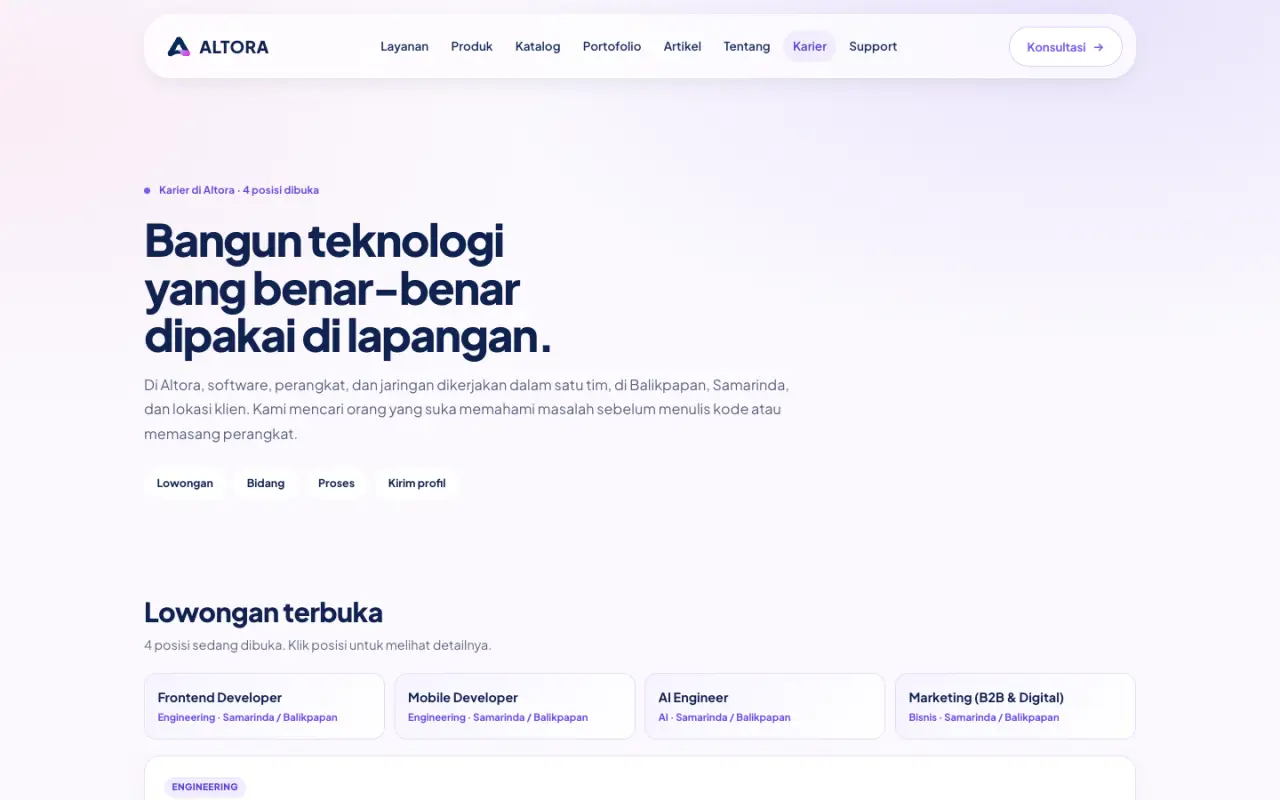 ALTORA
Layanan
Produk
Katalog
Portofolio
Artikel
Tentang
Karier
Support
Konsultasi →
Karier di Altora · 4 posisi dibuka
Bangun teknologi
yang benar-benar
dipakai di lapangan.
Di Altora, software, perangkat, dan jaringan dikerjakan dalam satu tim, di Balikpapan, Samarinda,
dan lokasi klien. Kami mencari orang yang suka memahami masalah sebelum menulis kode atau
memasang perangkat.
Lowongan
Bidang
Proses
Kirim profil
Lowongan terbuka
4 posisi sedang dibuka. Klik posisi untuk melihat detailnya.
Frontend Developer
Engineering · Samarinda / Balikpapan
Mobile Developer
Engineering · Samarinda / Balikpapan
AI Engineer
AI · Samarinda / Balikpapan
Marketing (B2B & Digital)
Bisnis · Samarinda / Balikpapan
ENGINEERING